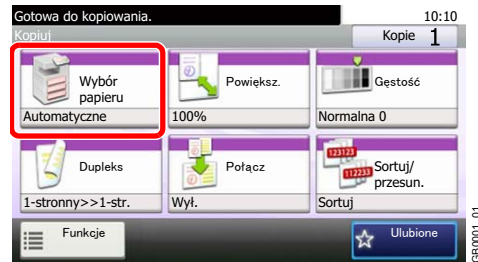 Gotowa do kopiowania.
10:10
Kopiuj
Kopie 1
Wybór
papieru
Automatyczne
Powiększ.
100%
Gęstość
Normalna 0
Dupleks
1-stronny>>1-str.
Połącz
Wył.
123123
112233
Sortuj/
przesun.
Sortuj
Funkcje
Ulubione
GB0001_01